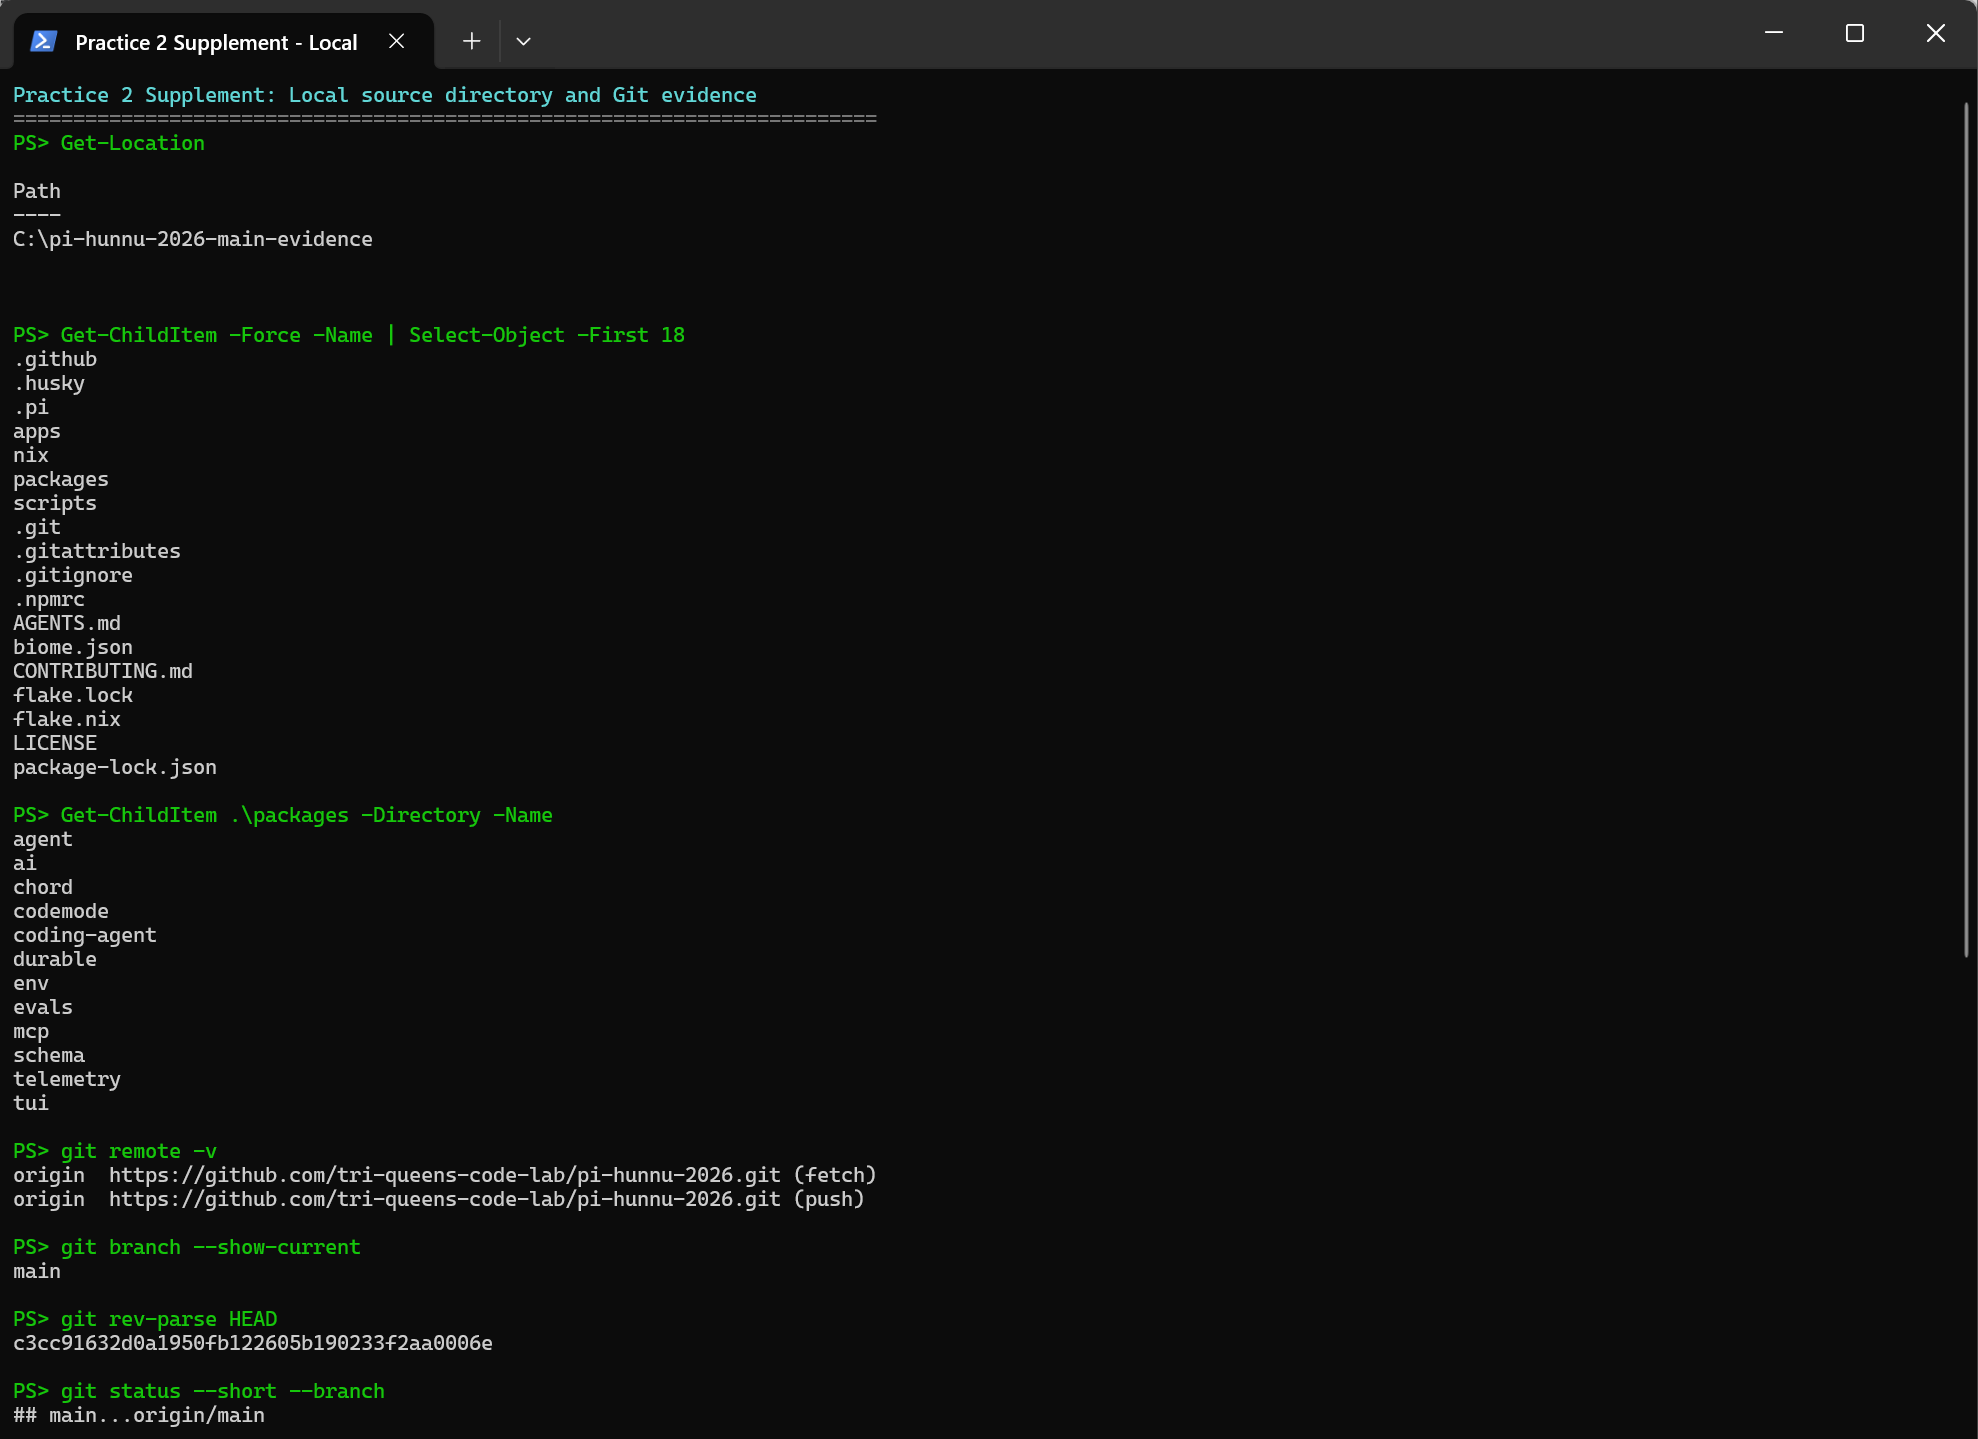 Practice 2 Supplement - Local
Practice 2 Supplement: Local source directory and Git evidence
========================================================================
PS> Get-Location
Path
----
C:\pi-hunnu-2026-main-evidence
PS> Get-ChildItem -Force -Name | Select-Object -First 18
.github
.husky
.pi
apps
nix
packages
scripts
.git
.gitattributes
.gitignore
.npmrc
AGENTS.md
biome.json
CONTRIBUTING.md
flake.lock
flake.nix
LICENSE
package-lock.json
PS> Get-ChildItem .\packages -Directory -Name
agent
ai
chord
codemode
coding-agent
durable
env
evals
mcp
schema
telemetry
tui
PS> git remote -v
origin  https://github.com/tri-queens-code-lab/pi-hunnu-2026.git (fetch)
origin  https://github.com/tri-queens-code-lab/pi-hunnu-2026.git (push)
PS> git branch --show-current
main
PS> git rev-parse HEAD
c3cc91632d0a1950fb122605b190233f2aa0006e
PS> git status --short --branch
## main...origin/main